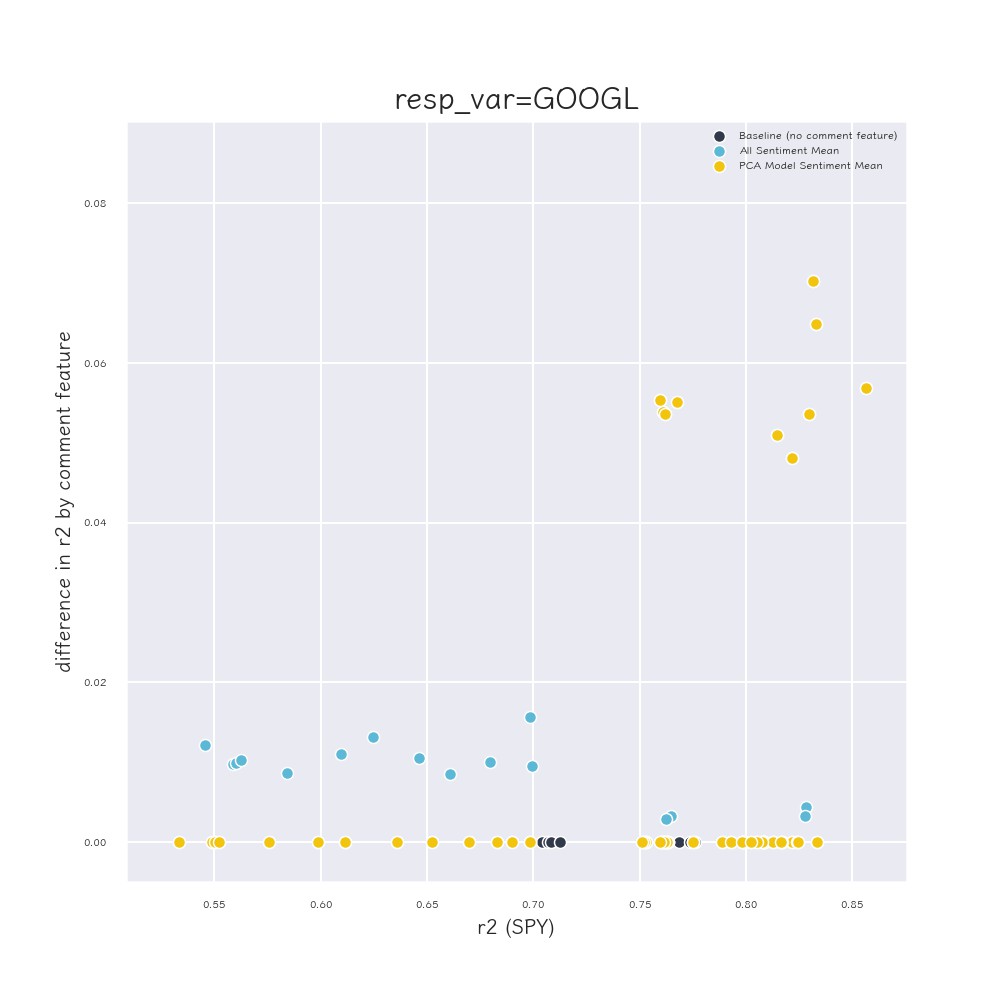 resp_var=GOOGL
Baseline (no comment feature)
All Sentiment Mean
PCA Model Sentiment Mean
difference in r2 by comment feature
0.08
0.06
0.04
0.02
0.00
0.55 0.60 0.65 0.70 0.75 0.80 0.85
r2 (SPY)